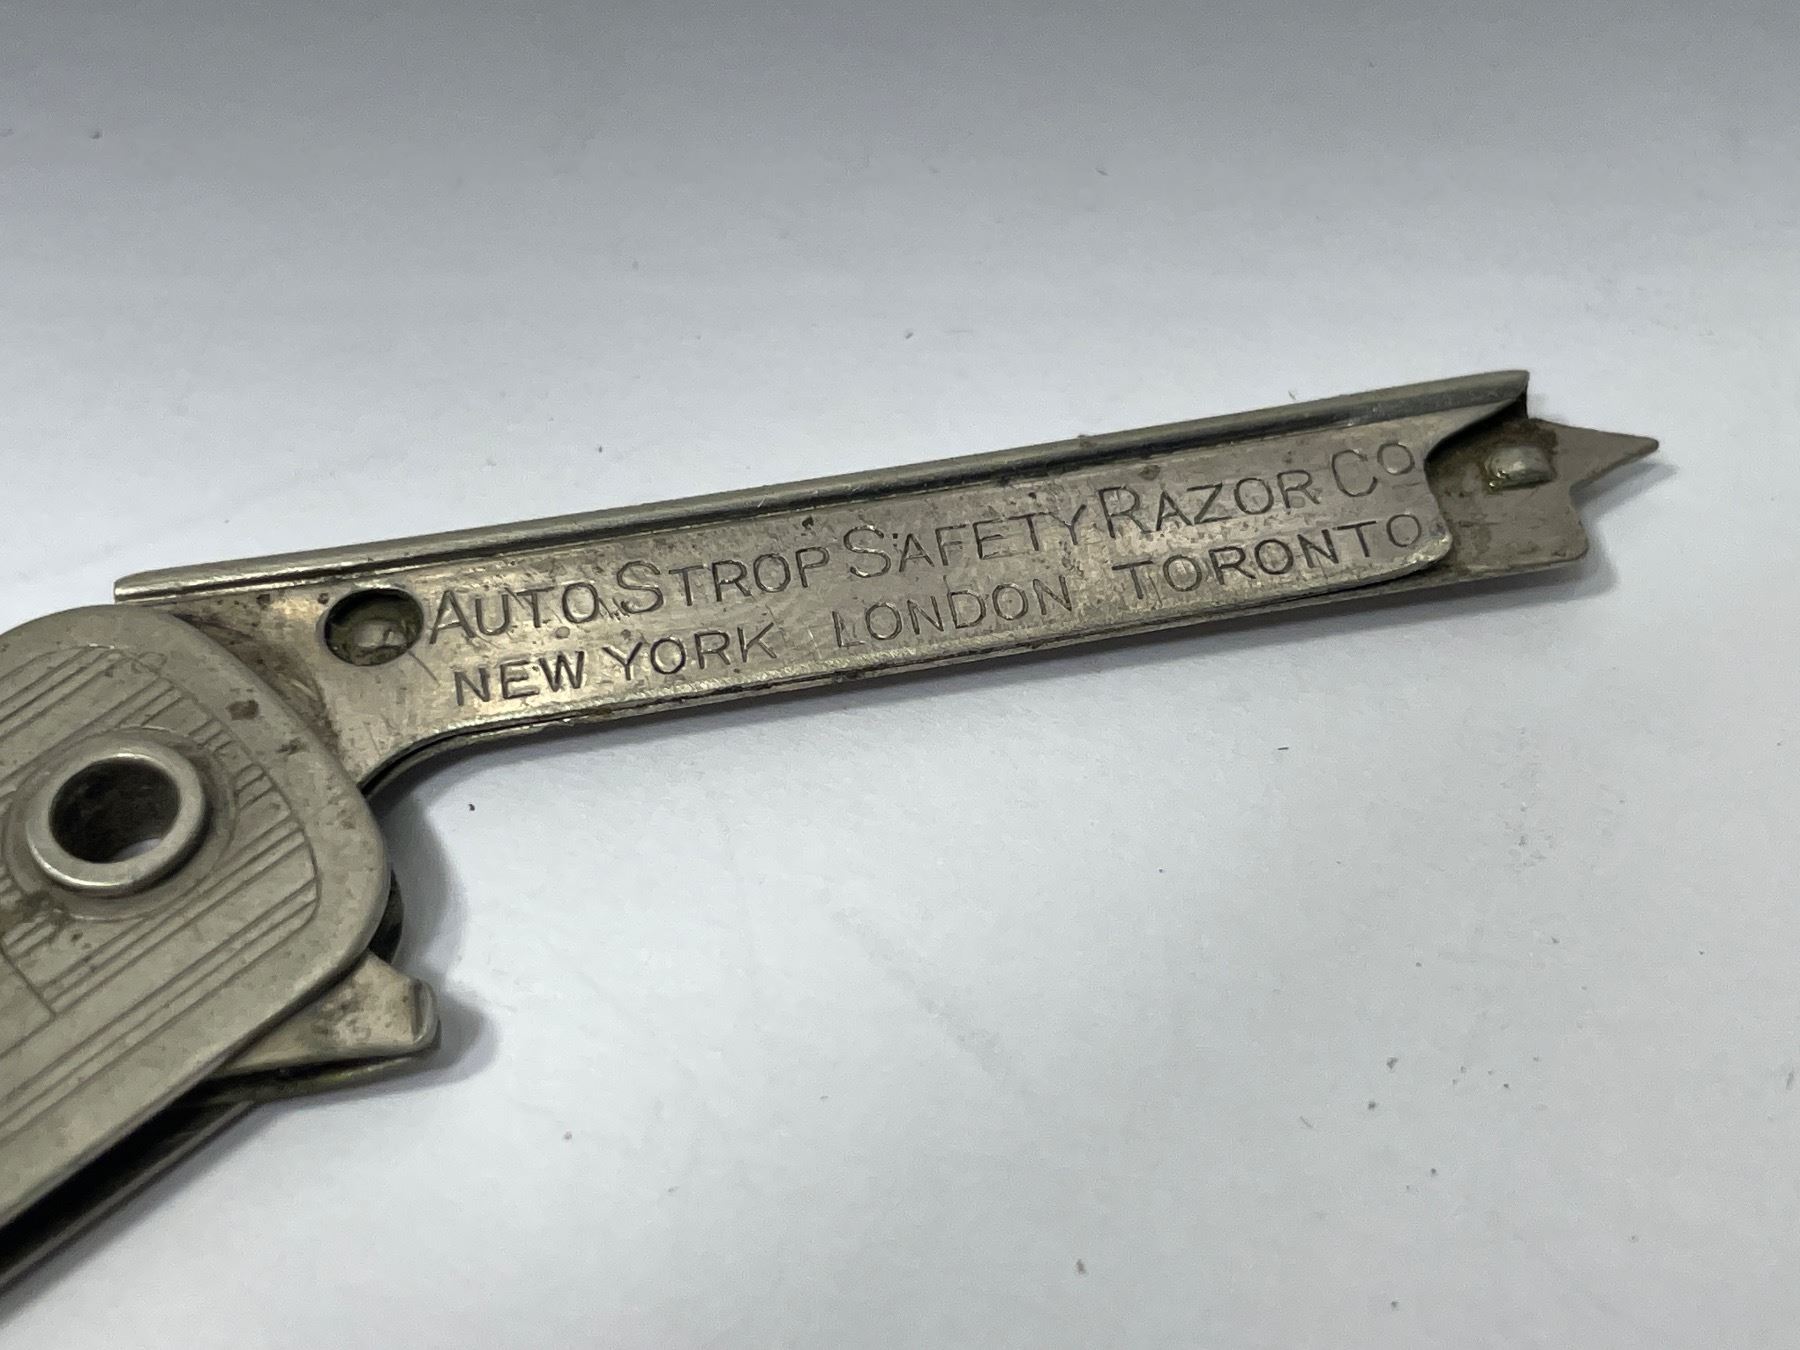 AUTO STROP SAFETY RAZOR CO
NEW YORK LONDON TORONTO